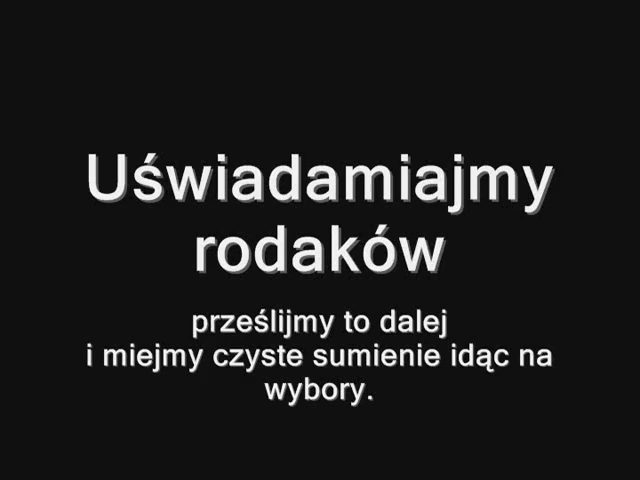 Uświadamiajmy
rodaków
prześlijmy to dalej
i miejmy czyste sumienie idąc na
wybory.